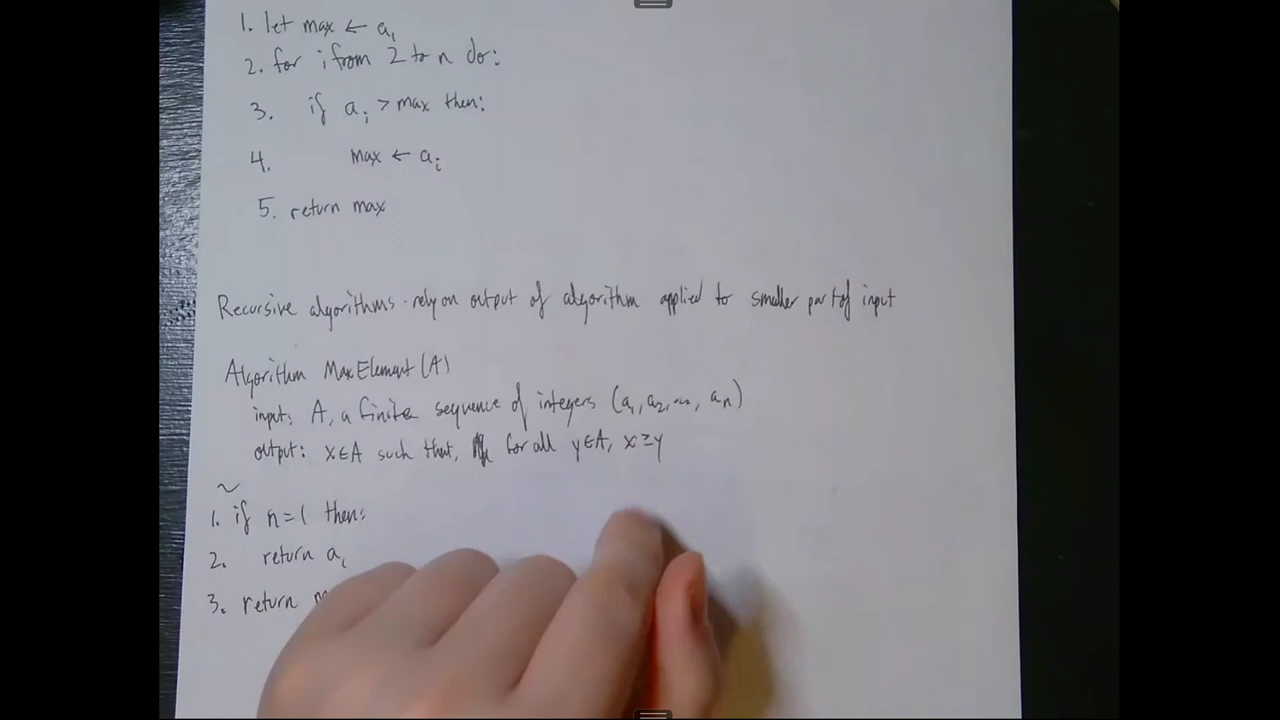 1. let max ← a₁
2. for i from 2 to n do:
3. if aᵢ > max then:
4. max ← aᵢ
5. return max
Recursive algorithms - rely on output of algorithm applied to smaller part of input
Algorithm MaxElement(A)
input: A, a finite sequence of integers (a₁, a₂, ..., aₙ)
output: x∈A such that, for all y∈A, x≥y
~
1. if n=1 then:
2. return a₁
3. return